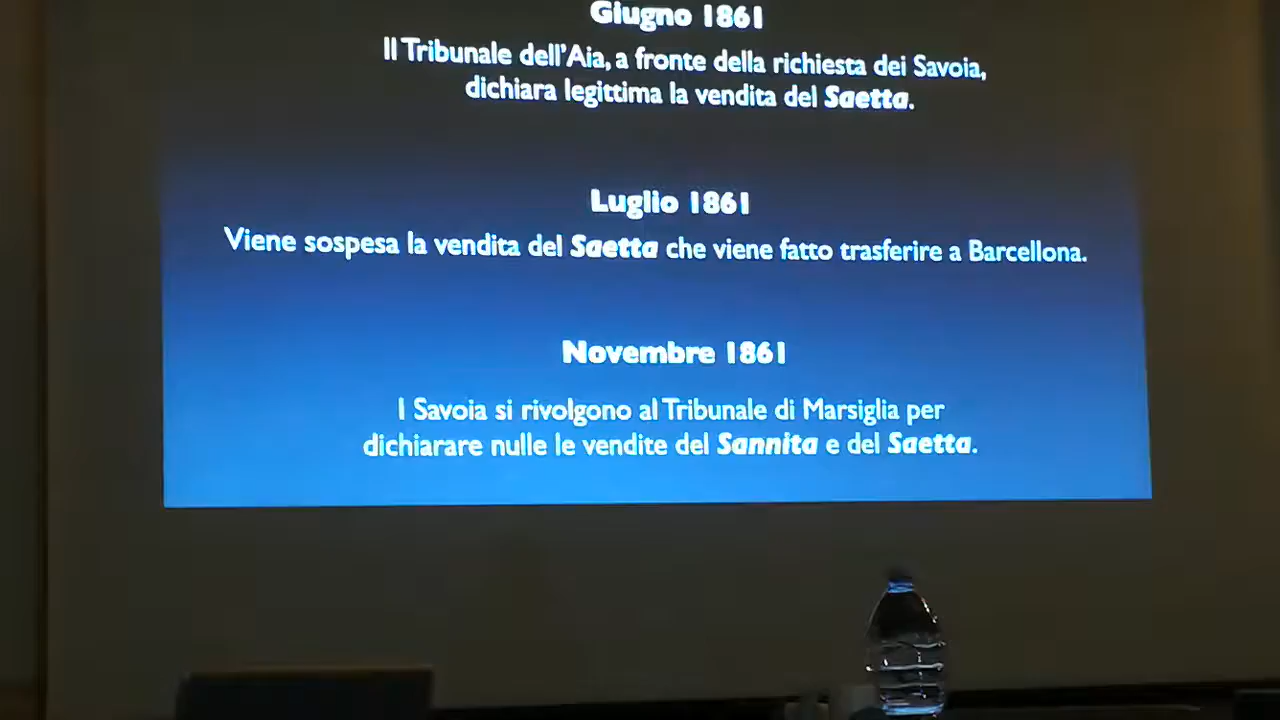 Giugno 1861
Il Tribunale dell'Aia, a fronte della richiesta dei Savoia,
dichiara legittima la vendita del Saetta.
Luglio 1861
Viene sospesa la vendita del Saetta che viene fatto trasferire a Barcellona.
Novembre 1861
I Savoia si rivolgono al Tribunale di Marsiglia per
dichiarare nulle le vendite del Sannita e del Saetta.